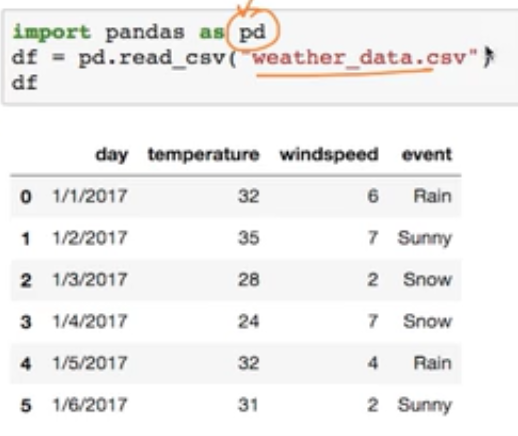 import pandas as pd
df = pd.read_csv("weather_data.csv")
df
day temperature windspeed event
0 1/1/2017 32 6 Rain
1 1/2/2017 35 7 Sunny
2 1/3/2017 28 2 Snow
3 1/4/2017 24 7 Snow
4 1/5/2017 32 4 Rain
5 1/6/2017 31 2 Sunny